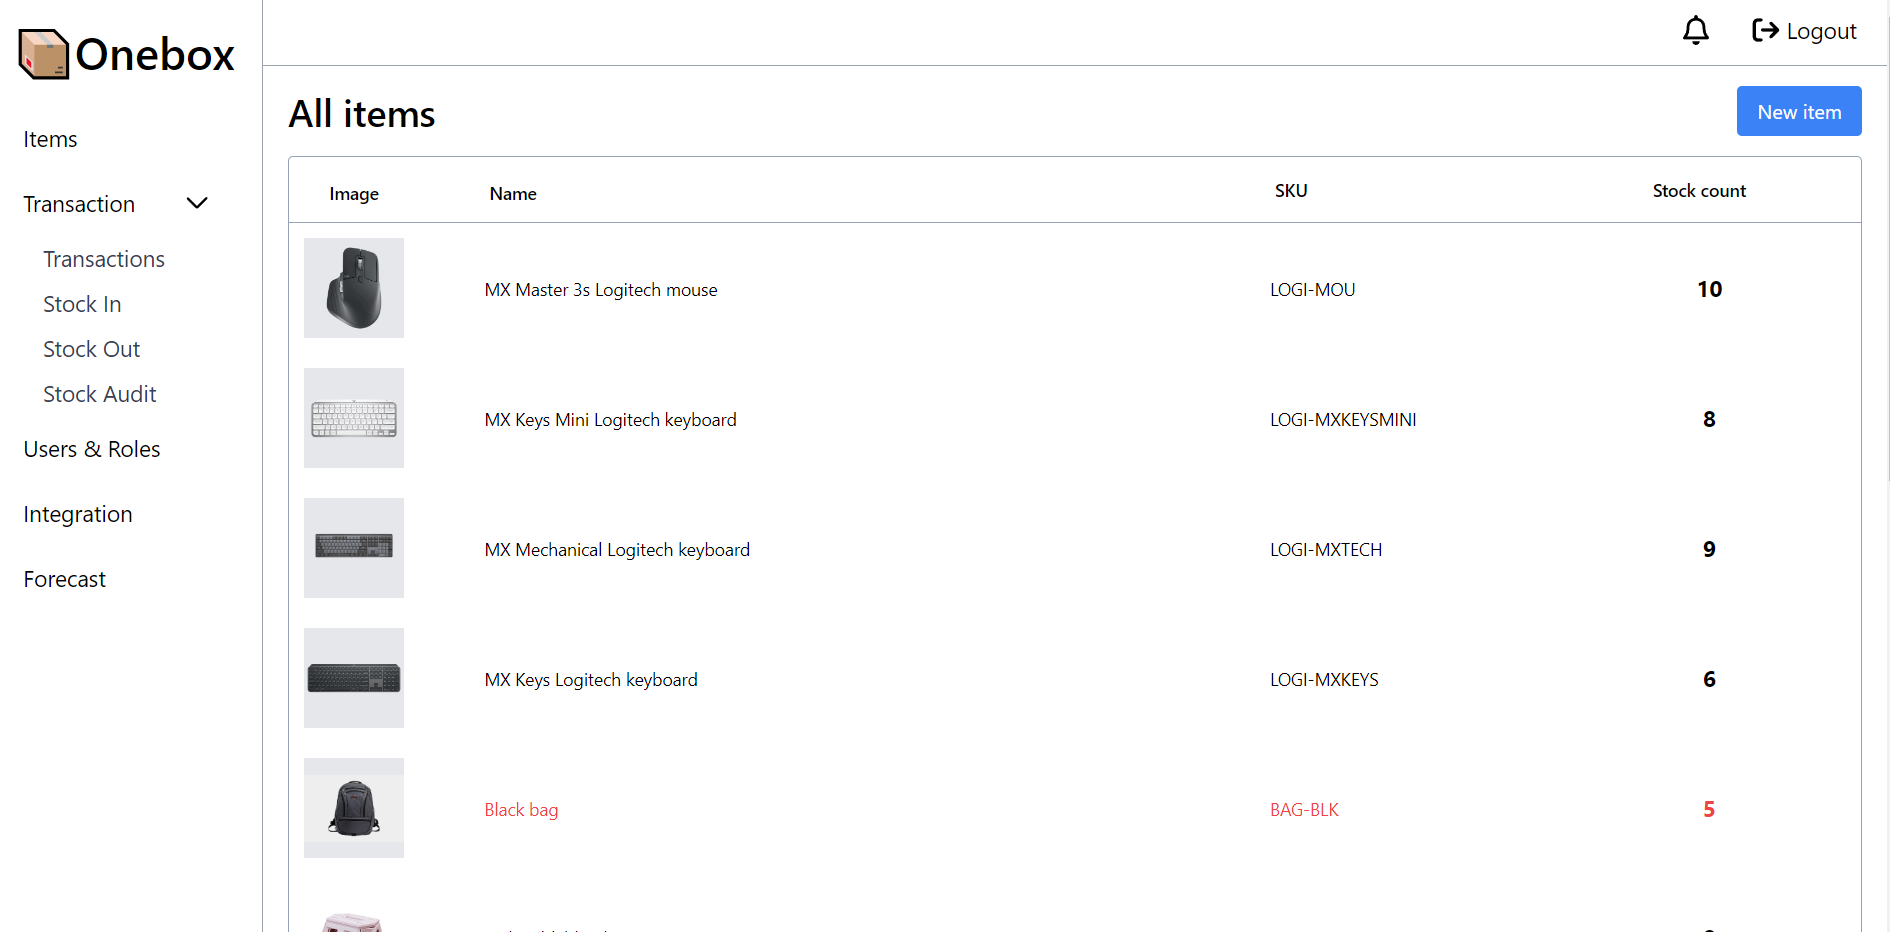 Onebox
Logout
Items
Transaction
Transactions
Stock In
Stock Out
Stock Audit
Users & Roles
Integration
Forecast
All items
New item
Image Name SKU Stock count
MX Master 3s Logitech mouse LOGI-MOU 10
MX Keys Mini Logitech keyboard LOGI-MXKEYSMINI 8
MX Mechanical Logitech keyboard LOGI-MXTECH 9
MX Keys Logitech keyboard LOGI-MXKEYS 6
Black bag BAG-BLK 5